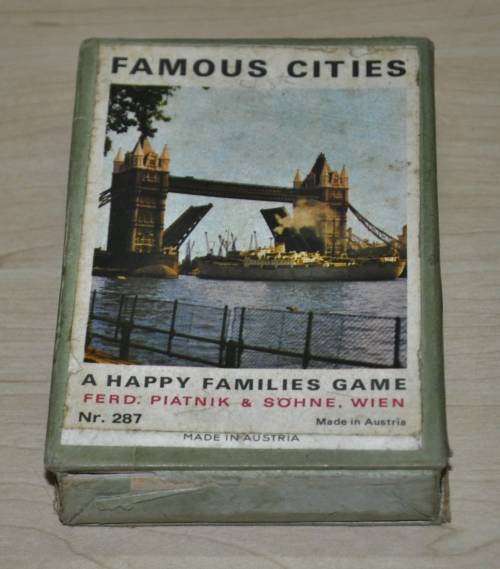 FAMOUS CITIES
A HAPPY FAMILIES GAME
FERD. PIATNIK & SÖHNE, WIEN
Nr. 287
Made in Austria
MADE IN AUSTRIA